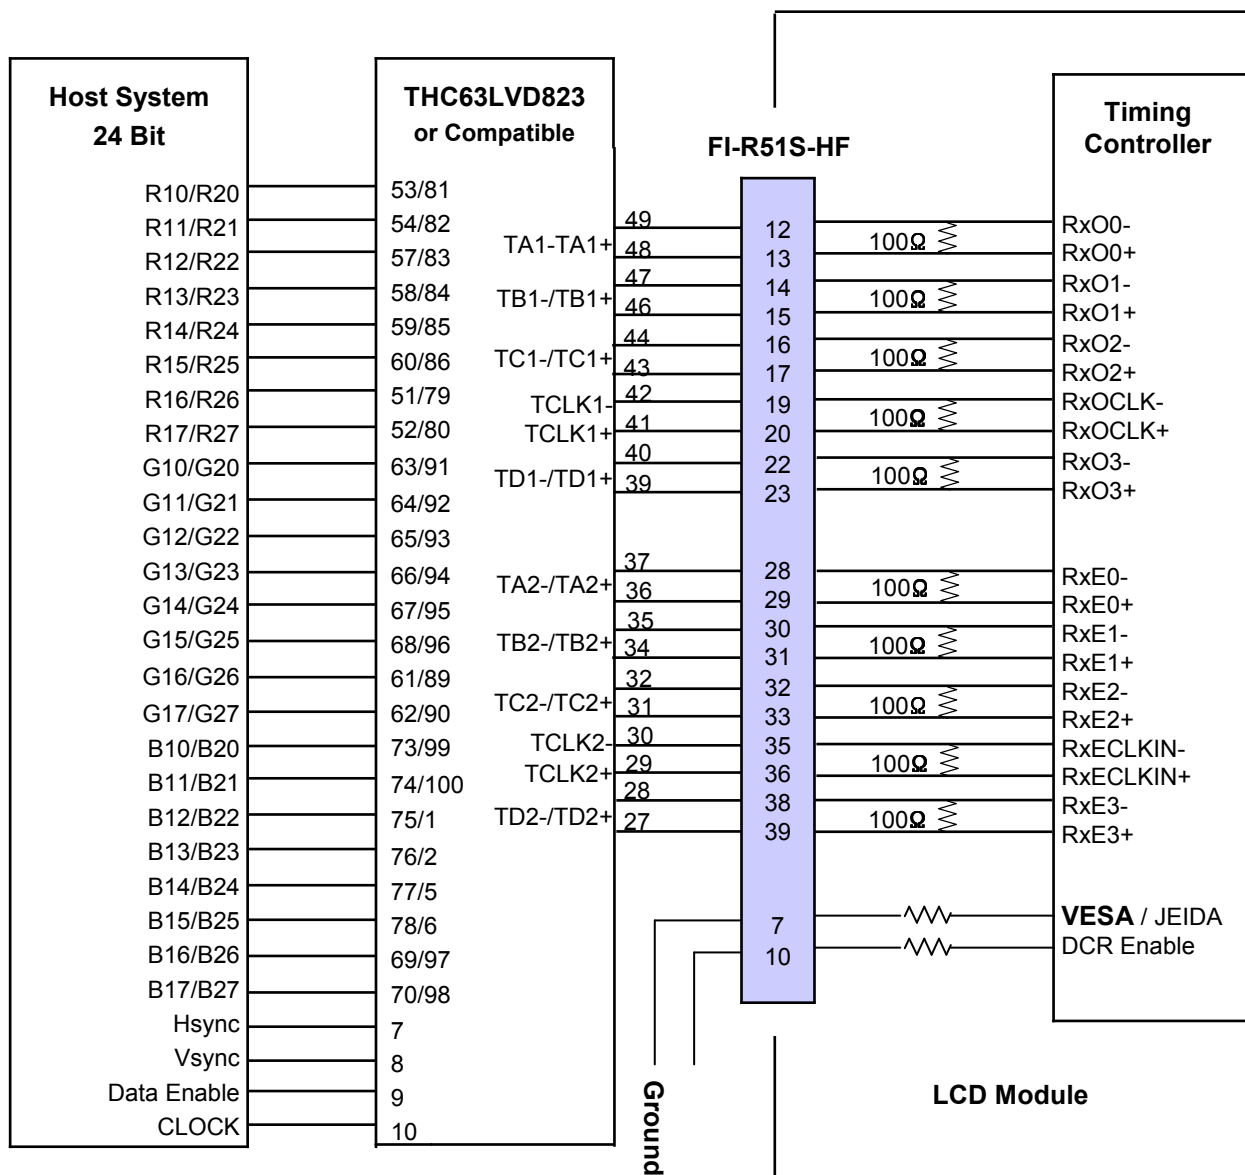 Host System
24 Bit
R10/R20
R11/R21
R12/R22
R13/R23
R14/R24
R15/R25
R16/R26
R17/R27
G10/G20
G11/G21
G12/G22
G13/G23
G14/G24
G15/G25
G16/G26
G17/G27
B10/B20
B11/B21
B12/B22
B13/B23
B14/B24
B15/B25
B16/B26
B17/B27
Hsync
Vsync
Data Enable
CLOCK
THC63LVD823
or Compatible
53/81
54/82
57/83
58/84
59/85
60/86
51/79
52/80
63/91
64/92
65/93
66/94
67/95
68/96
61/89
62/90
73/99
74/100
75/1
76/2
77/5
78/6
69/97
70/98
7
8
9
10
TA1-TA1+
TB1-/TB1+
TC1-/TC1+
TCLK1-
TCLK1+
TD1-/TD1+
TA2-/TA2+
TB2-/TB2+
TC2-/TC2+
TCLK2-
TCLK2+
TD2-/TD2+
49
48
47
46
44
43
42
41
40
39
37
36
35
34
32
31
30
29
28
27
FI-R51S-HF
12
13
14
15
16
17
19
20
22
23
28
29
30
31
32
33
35
36
38
39
7
10
Ground
100Ω
100Ω
100Ω
100Ω
100Ω
100Ω
100Ω
100Ω
100Ω
100Ω
Timing
Controller
RxO0-
RxO0+
RxO1-
RxO1+
RxO2-
RxO2+
RxOCLK-
RxOCLK+
RxO3-
RxO3+
RxE0-
RxE0+
RxE1-
RxE1+
RxE2-
RxE2+
RxECLKIN-
RxECLKIN+
RxE3-
RxE3+
VESA / JEIDA
DCR Enable
LCD Module